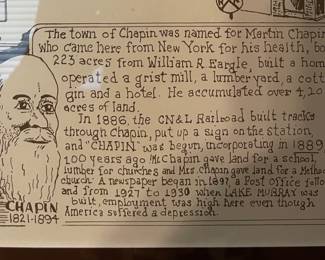 The town of Chapin was named for Martin Chapin
who came here from New York for his health, bo
223 acres from William R Eargle, built a hom
operated a grist mill, a lumber yard, a cott
gin and a hotel. He accumulated over 4,20
acres of land.
In 1886, the CN&L Railroad built tracks
through Chapin, put up a sign on the station
and "CHAPIN" was begun, incorporating in 1889
100 years ago Mr. Chapin gave land for a school,
lumber for churches, and Mrs. Chapin gave land for a Method
church. A newspaper began in 1897, a Post office follo
and from 1927 to 1930 when LAKE MURRAY was
built, employment was high here even though
America suffered a depression.
CHAPIN
1821-1894